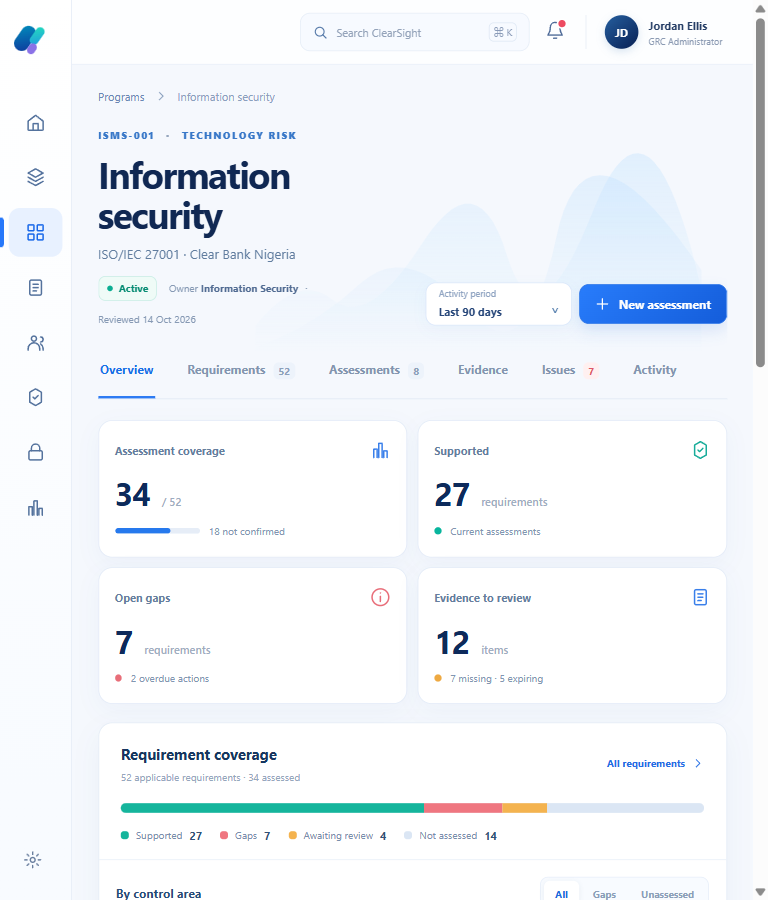 Search ClearSight
⌘ K
JD
Jordan Ellis
GRC Administrator
Programs > Information security
ISMS-001 - TECHNOLOGY RISK
Information
security
ISO/IEC 27001 · Clear Bank Nigeria
Active
Owner Information Security ·
Reviewed 14 Oct 2026
Activity period
Last 90 days
+ New assessment
Overview
Requirements 52
Assessments 8
Evidence
Issues 7
Activity
Assessment coverage
34 / 52
18 not confirmed
Supported
27 requirements
Current assessments
Open gaps
7 requirements
2 overdue actions
Evidence to review
12 items
7 missing · 5 expiring
Requirement coverage
52 applicable requirements · 34 assessed
All requirements >
Supported 27
Gaps 7
Awaiting review 4
Not assessed 14
By control area
All
Gaps
Unassessed